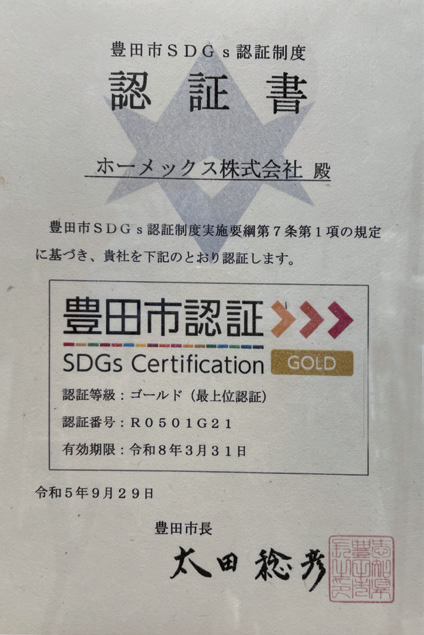 豊田市ＳＤＧｓ認証制度
認証書
ホーメックス株式会社 殿
豊田市ＳＤＧｓ認証制度実施要綱第７条第１項の規定
に基づき、貴社を下記のとおり認証します。
豊田市認証
SDGs Certification GOLD
認証等級：ゴールド（最上位認証）
認証番号：Ｒ０５０１Ｇ２１
有効期限：令和８年３月３１日
令和５年９月２９日
豊田市長
太田稔彦